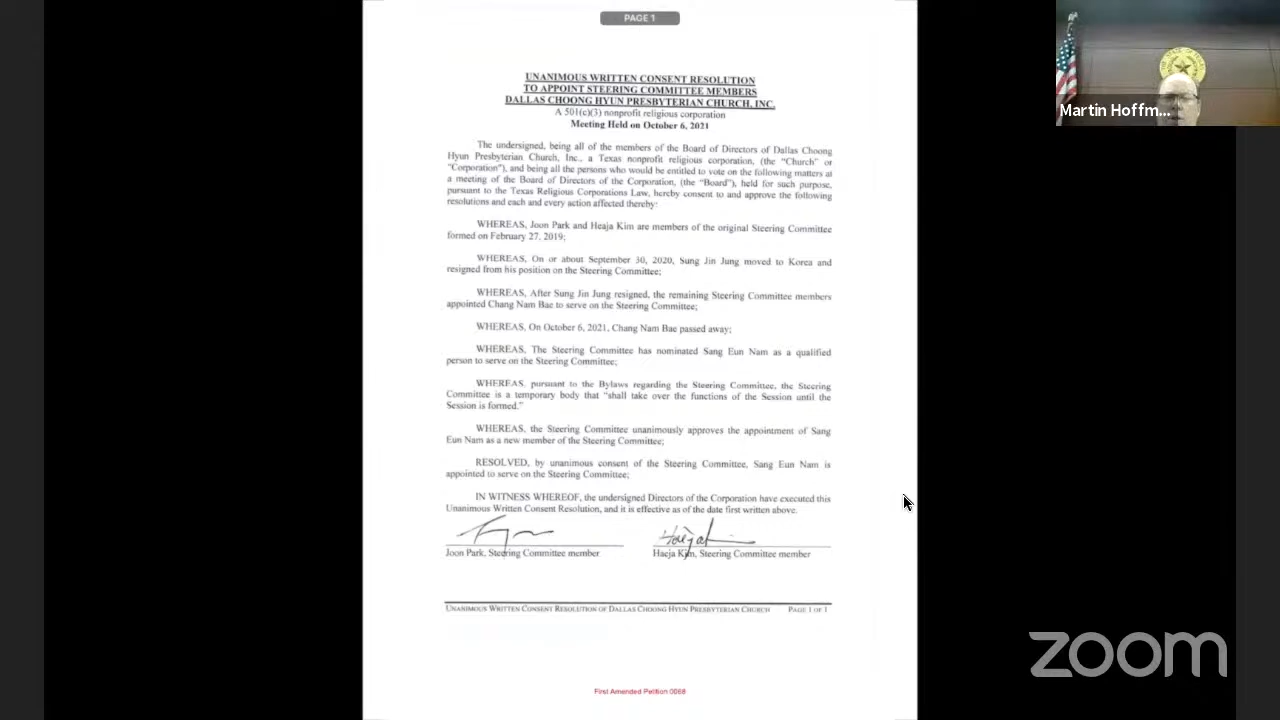 PAGE 1
UNANIMOUS WRITTEN CONSENT RESOLUTION
TO APPOINT STEERING COMMITTEE MEMBERS
DALLAS CHOONG HYUN PRESBYTERIAN CHURCH, INC.
A 501(c)(3) nonprofit religious corporation
Meeting Held on October 6, 2021
The undersigned, being all of the members of the Board of Directors of Dallas Choong
Hyun Presbyterian Church, Inc., a Texas nonprofit religious corporation, (the "Church" or
"Corporation"), and being all the persons who would be entitled to vote on the following matters at
a meeting of the Board of Directors of the Corporation, (the "Board"), held for such purpose,
pursuant to the Texas Religious Corporations Law, hereby consent to and approve the following
resolutions and each and every action affected thereby:
WHEREAS, Joon Park and Heaja Kim are members of the original Steering Committee
formed on February 27, 2019;
WHEREAS, On or about September 30, 2020, Sung Jin Jung moved to Korea and
resigned from his position on the Steering Committee;
WHEREAS, After Sung Jin Jung resigned, the remaining Steering Committee members
appointed Chang Nam Bae to serve on the Steering Committee;
WHEREAS, On October 6, 2021, Chang Nam Bae passed away;
WHEREAS, The Steering Committee has nominated Sang Eun Nam as a qualified
person to serve on the Steering Committee;
WHEREAS, pursuant to the Bylaws regarding the Steering Committee, the Steering
Committee is a temporary body that "shall take over the functions of the Session until the
Session is formed."
WHEREAS, the Steering Committee unanimously approves the appointment of Sang
Eun Nam as a new member of the Steering Committee;
RESOLVED, by unanimous consent of the Steering Committee, Sang Eun Nam is
appointed to serve on the Steering Committee;
IN WITNESS WHEREOF, the undersigned Directors of the Corporation have executed this
Unanimous Written Consent Resolution, and it is effective as of the date first written above.
Joon Park, Steering Committee member
Haeja Kim, Steering Committee member
UNANIMOUS WRITTEN CONSENT RESOLUTION OF DALLAS CHOONG HYUN PRESBYTERIAN CHURCH PAGE 1 OF 1
First Amended Petition 0068
Martin Hoffm...
zoom